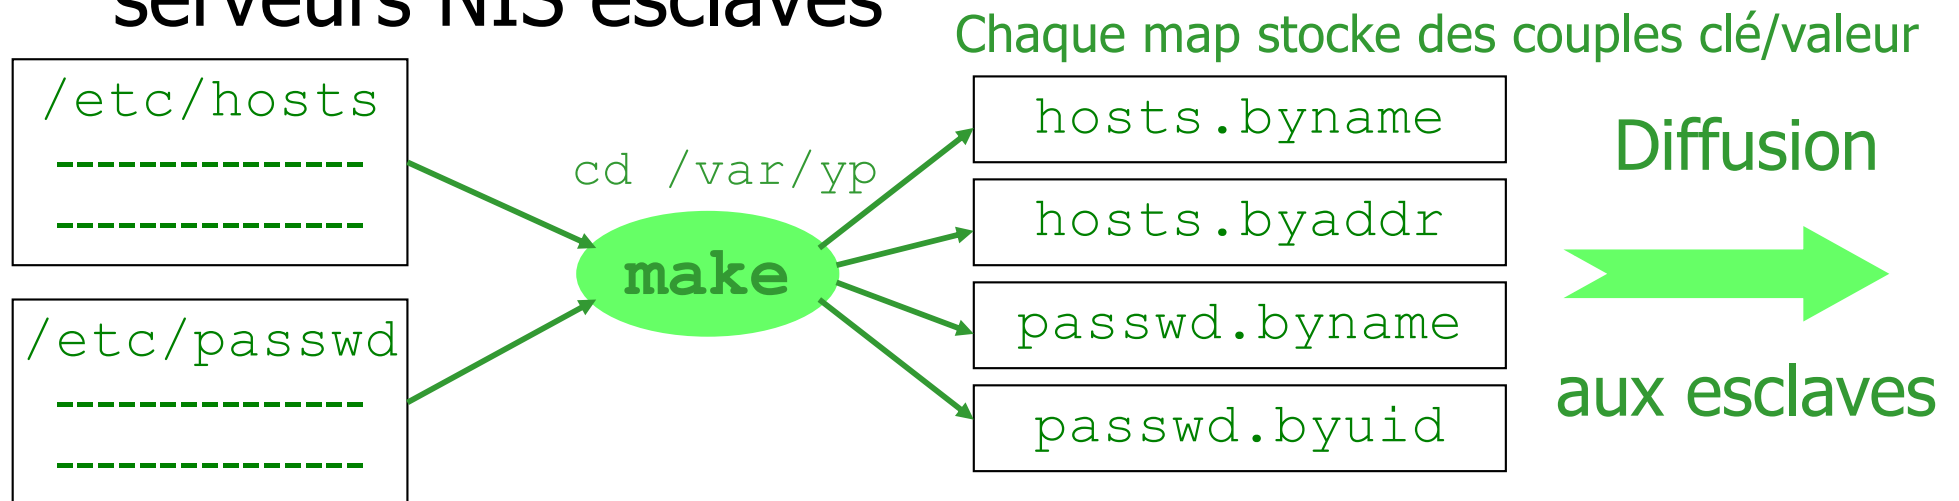 serveurs NIS esclaves
Chaque map stocke des couples clé/valeur
/etc/hosts
---------------
---------------
/etc/passwd
---------------
---------------
cd /var/yp
make
hosts.byname
hosts.byaddr
passwd.byname
passwd.byuid
Diffusion
aux esclaves